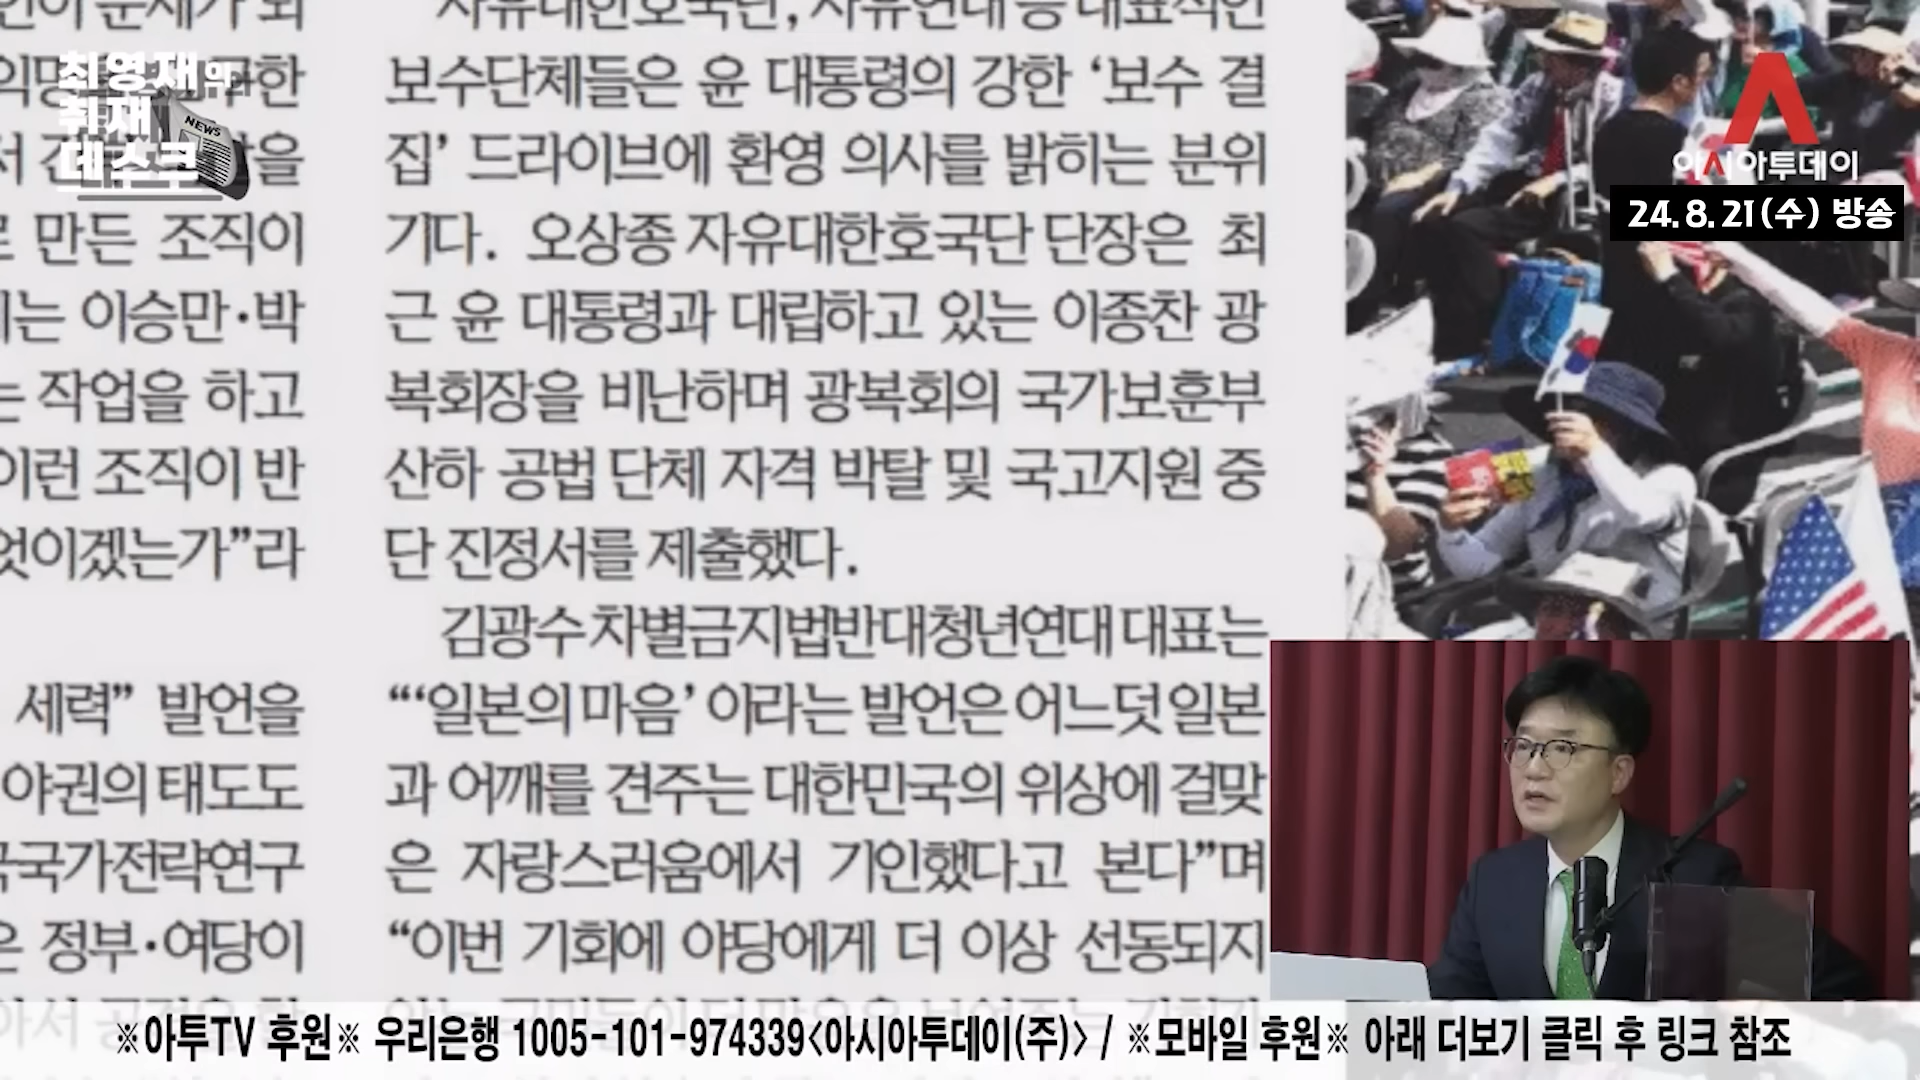 최영재의
취재
데스크
NEWS
아시아투데이
24. 8. 21(수) 방송
한
을
만든 조직이
는 이승만·박
는 작업을 하고
이런 조직이 반
엇이겠는가”라
세력” 발언을
야권의 태도도
국가전략연구
은 정부·여당이
자유대한호국단, 자유연대 등 대표적인
보수단체들은 윤 대통령의 강한 ‘보수 결
집’ 드라이브에 환영 의사를 밝히는 분위
기다. 오상종 자유대한호국단 단장은 최
근 윤 대통령과 대립하고 있는 이종찬 광
복회장을 비난하며 광복회의 국가보훈부
산하 공법단체 자격 박탈 및 국고지원 중
단 진정서를 제출했다.
김광수 차별금지법반대청년연대 대표는
“‘일본의 마음’이라는 발언은 어느덧 일본
과 어깨를 견주는 대한민국의 위상에 걸맞
은 자랑스러움에서 기인했다고 본다”며
“이번 기회에 야당에게 더 이상 선동되지
※아투TV 후원※ 우리은행 1005-101-974339<아시아투데이(주)> / ※모바일 후원※ 아래 더보기 클릭 후 링크 참조